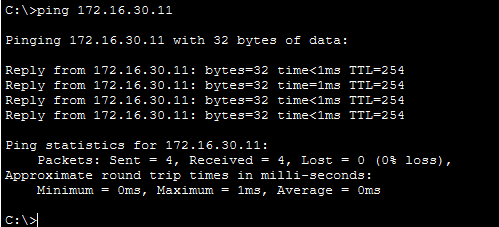 C:\>ping 172.16.30.11
Pinging 172.16.30.11 with 32 bytes of data:
Reply from 172.16.30.11: bytes=32 time<1ms TTL=254
Reply from 172.16.30.11: bytes=32 time=1ms TTL=254
Reply from 172.16.30.11: bytes=32 time<1ms TTL=254
Reply from 172.16.30.11: bytes=32 time<1ms TTL=254
Ping statistics for 172.16.30.11:
    Packets: Sent = 4, Received = 4, Lost = 0 (0% loss),
Approximate round trip times in milli-seconds:
    Minimum = 0ms, Maximum = 1ms, Average = 0ms
C:\>